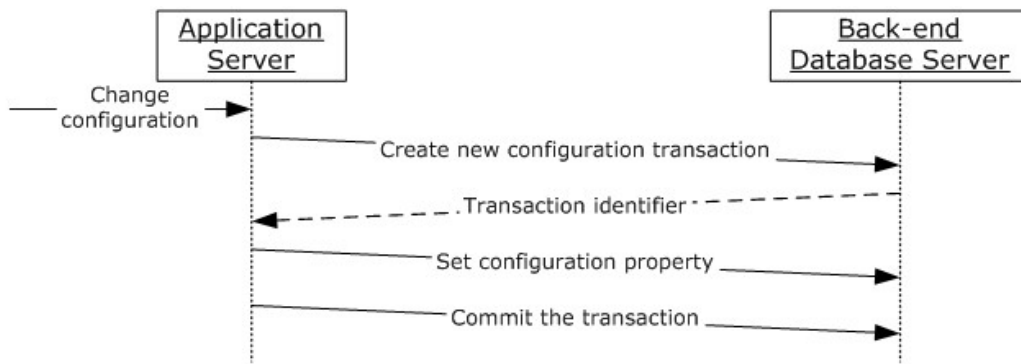 Application
Server
Back-end
Database Server
Change
configuration
Create new configuration transaction
Transaction identifier
Set configuration property
Commit the transaction